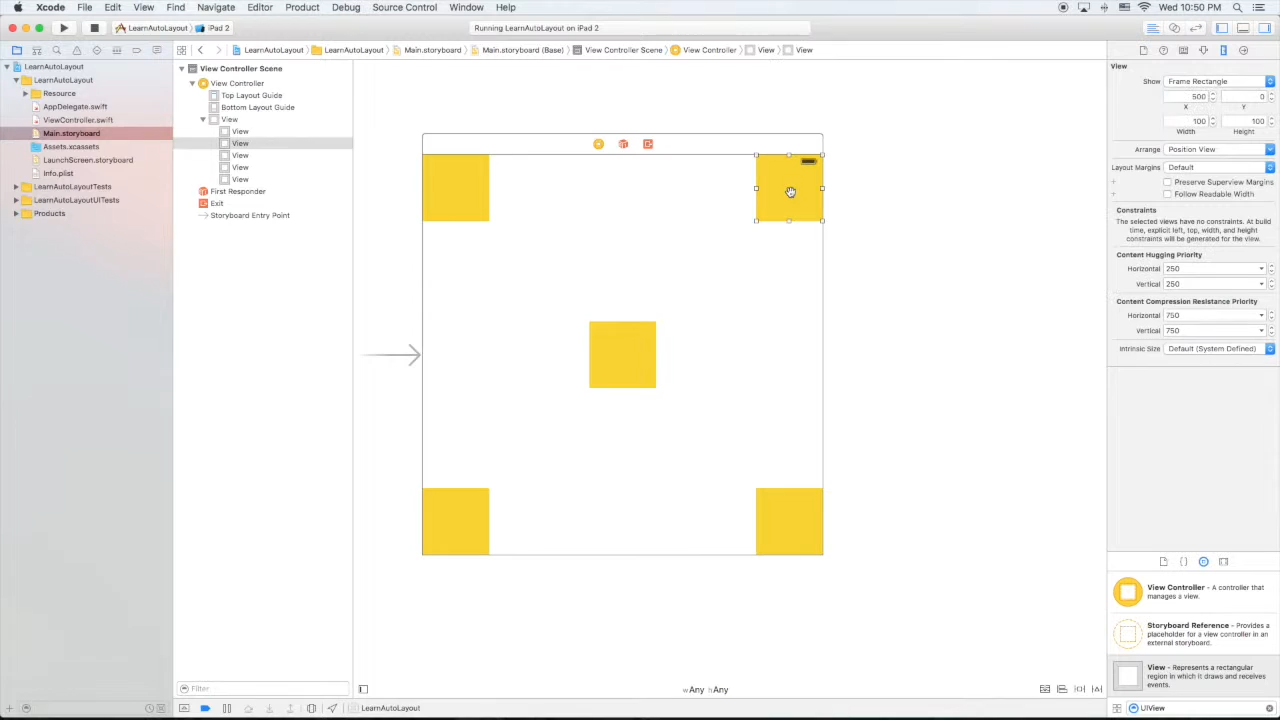 Xcode File Edit View Find Navigate Editor Product Debug Source Control Window Help Wed 10:50 PM
LearnAutoLayout iPad 2 Running LearnAutoLayout on iPad 2
LearnAutoLayout LearnAutoLayout Main.storyboard Main.storyboard (Base) View Controller Scene View Controller View View
LearnAutoLayout
LearnAutoLayout
Resource
AppDelegate.swift
ViewController.swift
Main.storyboard
Assets.xcassets
LaunchScreen.storyboard
Info.plist
LearnAutoLayoutTests
LearnAutoLayoutUITests
Products
View Controller Scene
View Controller
Top Layout Guide
Bottom Layout Guide
View
View
View
View
View
View
First Responder
Exit
Storyboard Entry Point
View
Show Frame Rectangle
500 0
X Y
100 100
Width Height
Arrange Position View
Layout Margins Default
Preserve Superview Margins
Follow Readable Width
Constraints
The selected views have no constraints. At build
time, explicit left, top, width, and height
constraints will be generated for the view.
Content Hugging Priority
Horizontal 250
Vertical 250
Content Compression Resistance Priority
Horizontal 750
Vertical 750
Intrinsic Size Default (System Defined)
View Controller - A controller that
manages a view.
Storyboard Reference - Provides a
placeholder for a view controller in an
external storyboard.
View - Represents a rectangular
region in which it draws and receives
events.
Filter
wAny hAny
LearnAutoLayout
UIView